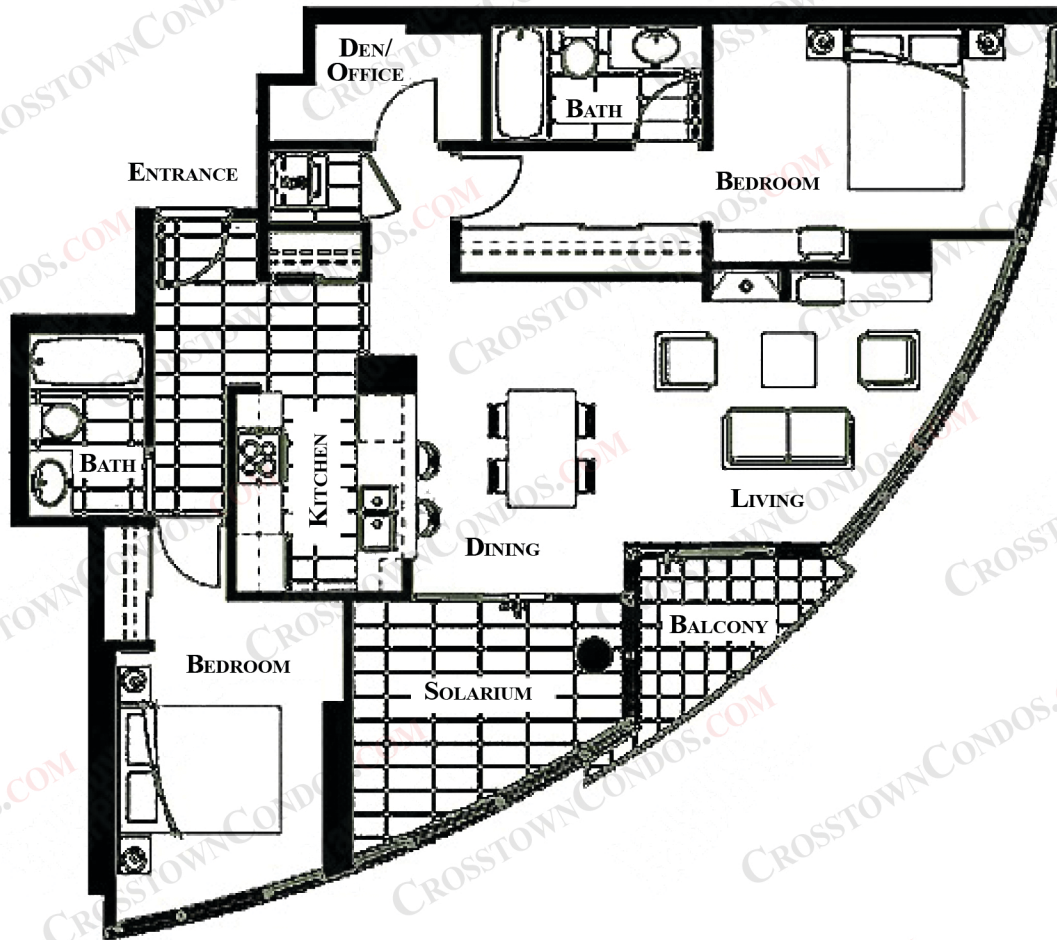 DEN/
OFFICE
BATH
ENTRANCE
BEDROOM
BATH
KITCHEN
LIVING
DINING
BALCONY
BEDROOM
SOLARIUM
CROSSTOWNCONDOS.COM